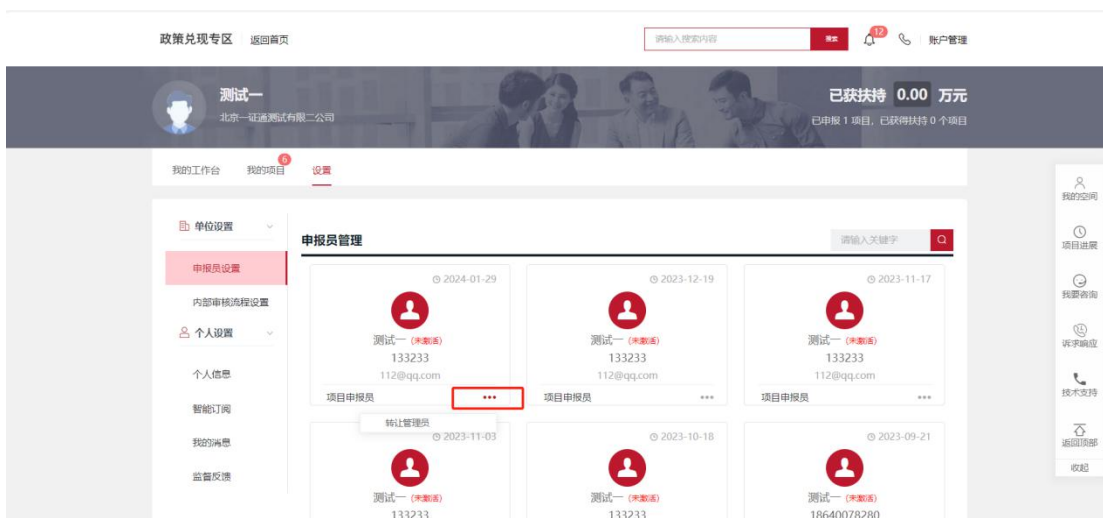 政策兑现专区 返回首页 请输入搜索内容 搜索 12 账户管理
测试一 已获扶持 0.00 万元
北京一证通测试有限二公司 已申报 1 项目，已获得扶持 0 个项目
我的工作台 我的项目 6 设置
单位设置
申报员设置
内部审核流程设置
个人设置
个人信息
智能订阅
我的消息
监督反馈
申报员管理 请输入关键字
2024-01-29
测试一 (未激活)
133233
112@qq.com
项目申报员
转让管理员
2023-12-19
测试一 (未激活)
133233
112@qq.com
项目申报员
2023-11-17
测试一 (未激活)
133233
112@qq.com
项目申报员
2023-11-03
测试一 (未激活)
133233
2023-10-18
测试一 (未激活)
133233
2023-09-21
测试一 (未激活)
18640078280
我的空间
项目进展
我要咨询
诉求响应
技术支持
返回顶部
收起